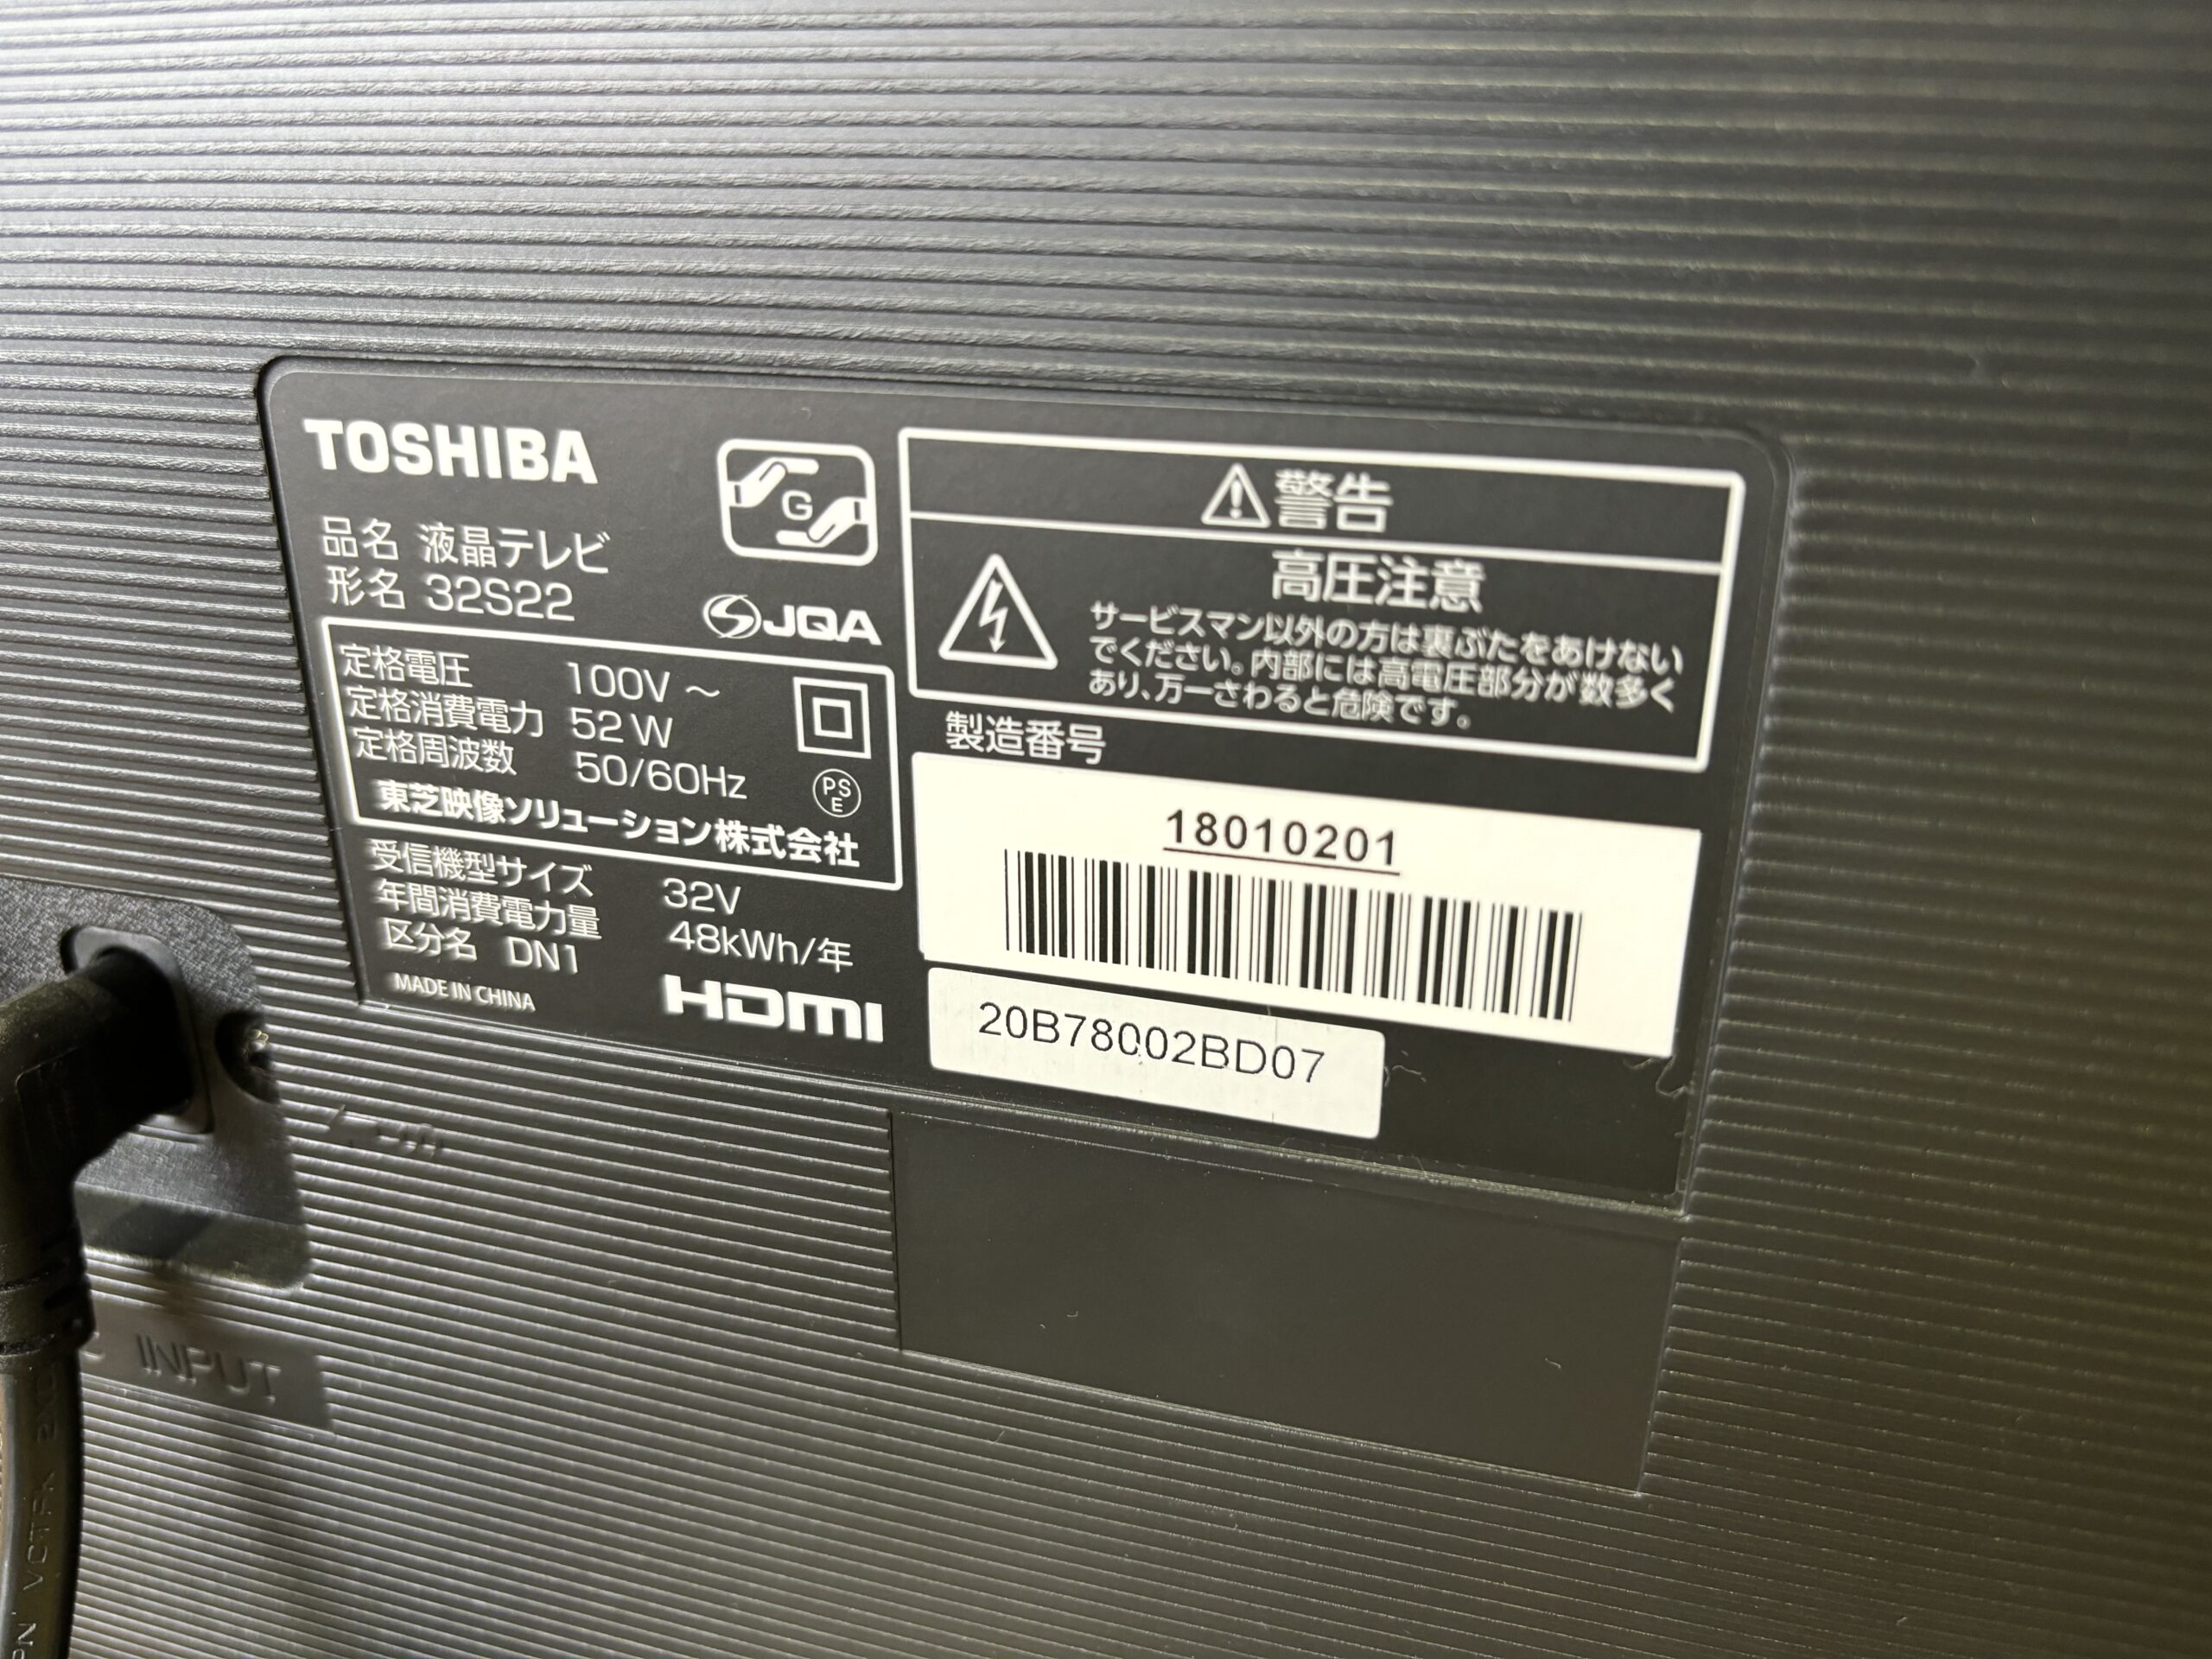 TOSHIBA
品名 液晶テレビ
形名 32S22
G
JQA
定格電圧 100V ～
定格消費電力 52W
定格周波数 50/60Hz
PS
E
東芝映像ソリューション株式会社
受信機型サイズ 32V
年間消費電力量 48kWh/年
区分名 DN1
MADE IN CHINA
HDMI
警告
高圧注意
サービスマン以外の方は裏ぶたをあけない
でください。内部には高電圧部分が数多く
あり、万一さわると危険です。
製造番号
18010201
20B78002BD07
INPUT
VCTFK